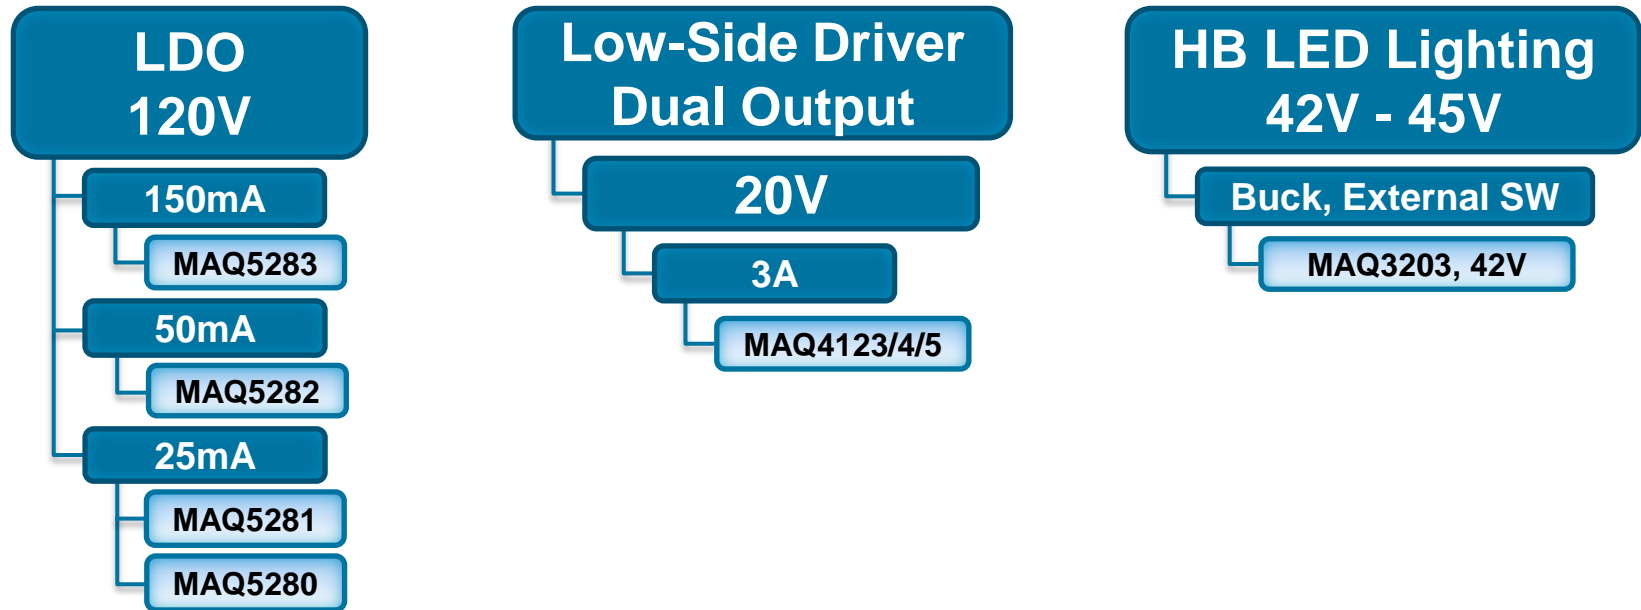 LDO
120V
150mA
MAQ5283
50mA
MAQ5282
25mA
MAQ5281
MAQ5280
Low-Side Driver
Dual Output
20V
3A
MAQ4123/4/5
HB LED Lighting
42V - 45V
Buck, External SW
MAQ3203, 42V